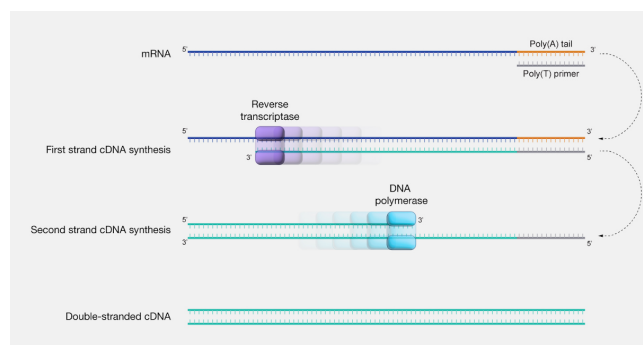 Poly(A) tail
5′
3′
mRNA
Poly(T) primer
Reverse
transcriptase
5′
3′
First strand cDNA synthesis
3′
5′
DNA
polymerase
5′
3′
Second strand cDNA synthesis
3′
5′
Double-stranded cDNA